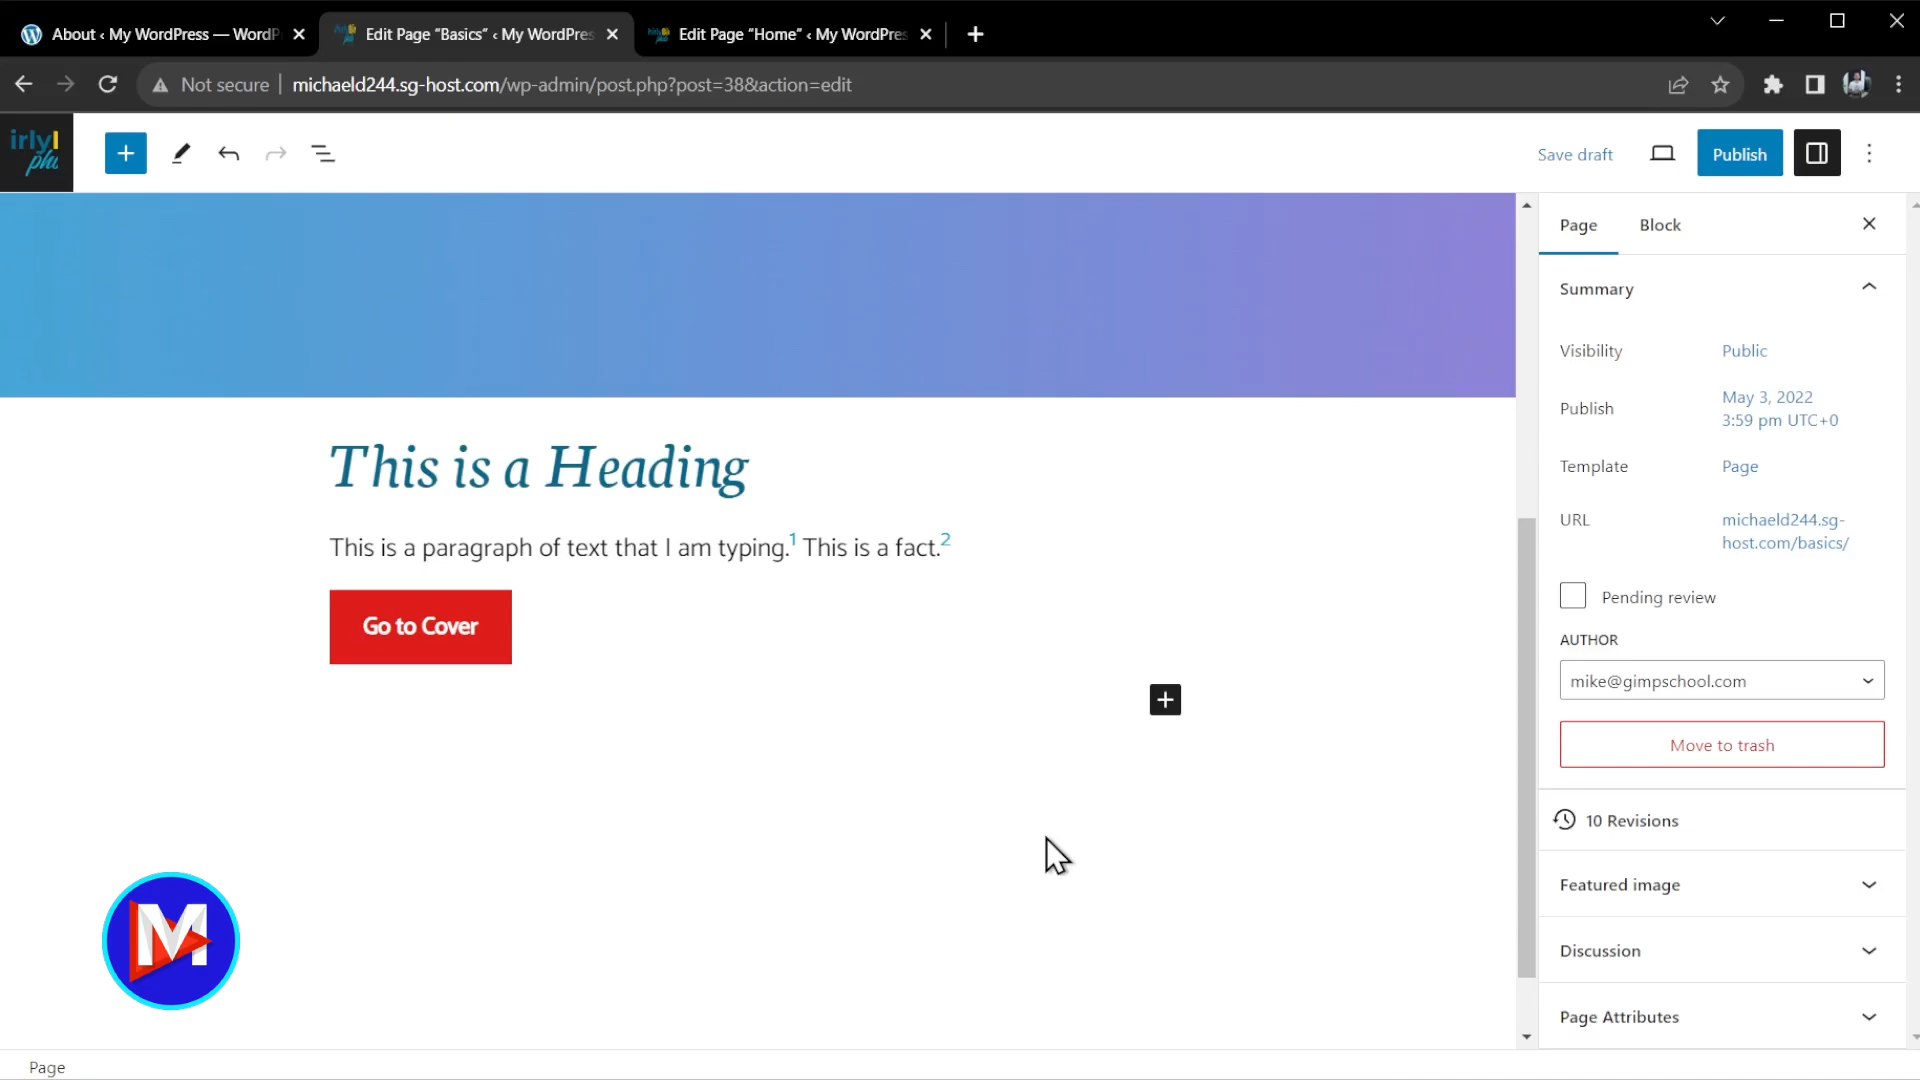 About ‹ My WordPress — WordP
Edit Page “Basics” ‹ My WordPres
Edit Page “Home” ‹ My WordPres
Not secure
michaeld244.sg-host.com/wp-admin/post.php?post=38&action=edit
irlyl
Save draft
Publish
Page
Block
Summary
Visibility
Public
Publish
May 3, 2022
3:59 pm UTC+0
Template
Page
URL
michaeld244.sg-
host.com/basics/
Pending review
AUTHOR
mike@gimpschool.com
Move to trash
10 Revisions
Featured image
Discussion
Page Attributes
This is a Heading
This is a paragraph of text that I am typing.1 This is a fact.2
Go to Cover
M
Page